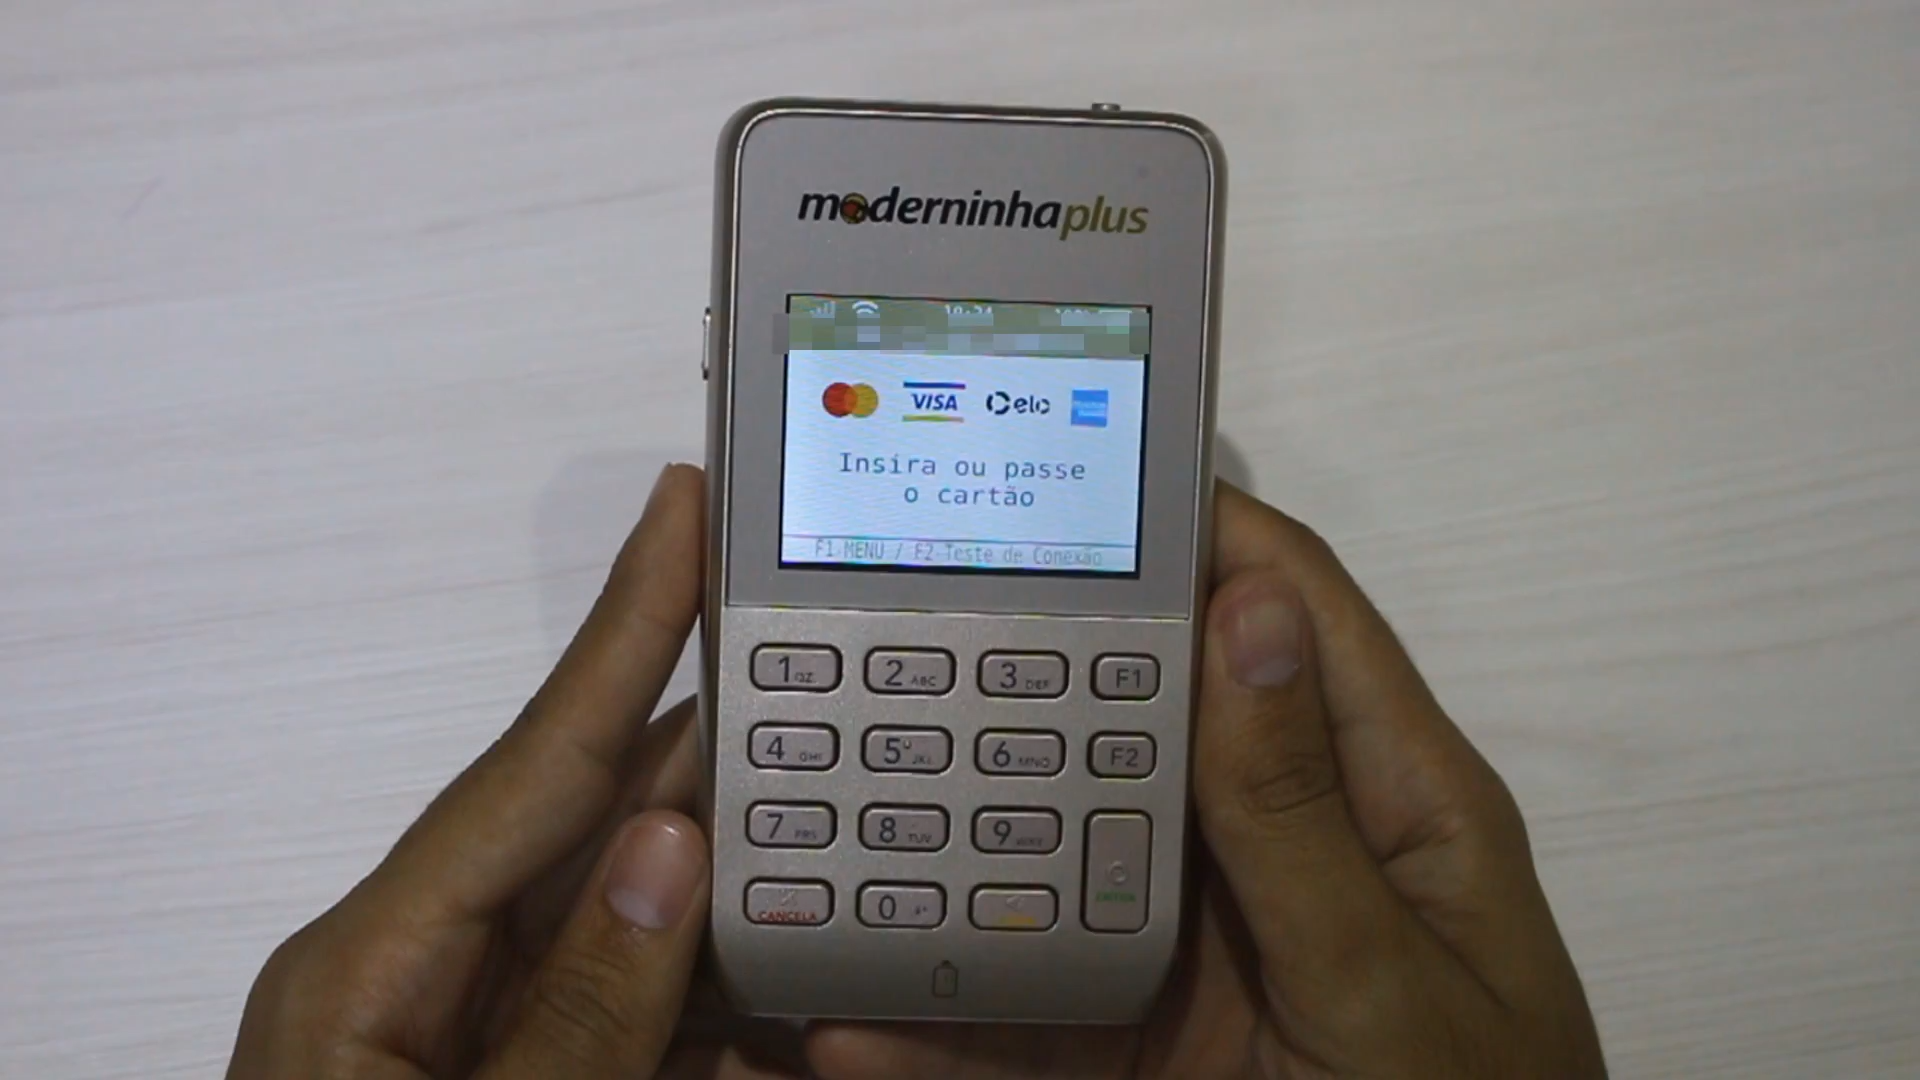 moderninhaplus
VISA elo
Insira ou passe
o cartão
F1-MENU / F2-Teste de Conexão
1 QZ 2 ABC 3 DEF F1
4 GHI 5 JKL 6 MNO F2
7 PRS 8 TUV 9 WXY
CANCELA 0 ENTRA